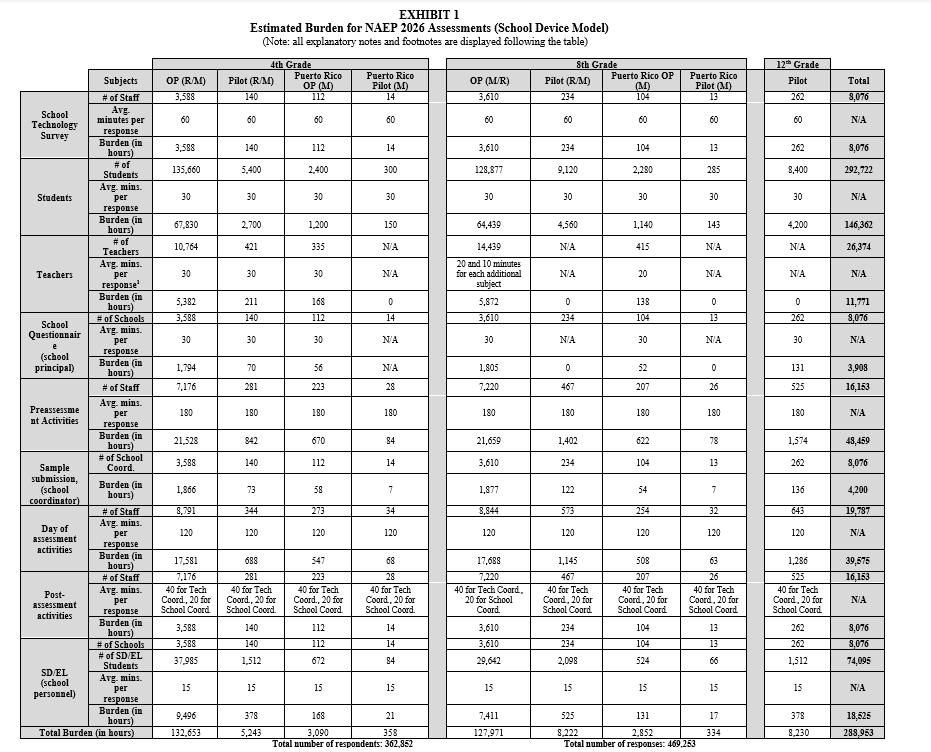 EXHIBIT 1
Estimated Burden for NAEP 2026 Assessments (School Device Model)
(Note: all explanatory notes and footnotes are displayed following the table)
4th Grade 8th Grade 12th Grade
Subjects OP (R/M) Pilot (R/M) Puerto Rico OP (M) Puerto Rico Pilot (M) OP (M/R) Pilot (R/M) Puerto Rico OP (M) Puerto Rico Pilot (M) Pilot Total
School Technology Survey
# of Staff 3,588 140 112 14 3,610 234 104 13 262 8,076
Avg. minutes per response 60 60 60 60 60 60 60 60 60 N/A
Burden (in hours) 3,588 140 112 14 3,610 234 104 13 262 8,076
Students
# of Students 135,660 5,400 2,400 300 128,877 9,120 2,280 285 8,400 292,722
Avg. mins. per response 30 30 30 30 30 30 30 30 30 N/A
Burden (in hours) 67,830 2,700 1,200 150 64,439 4,560 1,140 143 4,200 146,362
Teachers
# of Teachers 10,764 421 335 N/A 14,439 N/A 415 N/A N/A 26,374
Avg. mins. per response³ 30 30 30 N/A 20 and 10 minutes for each additional subject N/A 20 N/A N/A N/A
Burden (in hours) 5,382 211 168 0 5,872 0 138 0 0 11,771
School Questionnaire (school principal)
# of Schools 3,588 140 112 14 3,610 234 104 13 262 8,076
Avg. mins. per response 30 30 30 N/A 30 N/A 30 N/A 30 N/A
Burden (in hours) 1,794 70 56 N/A 1,805 0 52 0 131 3,908
Preassessment Activities
# of Staff 7,176 281 223 28 7,220 467 207 26 525 16,153
Avg. mins. per response 180 180 180 180 180 180 180 180 180 N/A
Burden (in hours) 21,528 842 670 84 21,659 1,402 622 78 1,574 48,459
Sample submission, (school coordinator)
# of School Coord. 3,588 140 112 14 3,610 234 104 13 262 8,076
Burden (in hours) 1,866 73 58 7 1,877 122 54 7 136 4,200
Day of assessment activities
# of Staff 8,791 344 273 34 8,844 573 254 32 643 19,787
Avg. mins. per response 120 120 120 120 120 120 120 120 120 N/A
Burden (in hours) 17,581 688 547 68 17,688 1,145 508 63 1,286 39,575
Post-assessment activities
# of Staff 7,176 281 223 28 7,220 467 207 26 525 16,153
Avg. mins. per response 40 for Tech Coord., 20 for School Coord. 40 for Tech Coord., 20 for School Coord. 40 for Tech Coord., 20 for School Coord. 40 for Tech Coord., 20 for School Coord. 40 for Tech Coord., 20 for School Coord. 40 for Tech Coord., 20 for School Coord. 40 for Tech Coord., 20 for School Coord. 40 for Tech Coord., 20 for School Coord. 40 for Tech Coord., 20 for School Coord. N/A
Burden (in hours) 3,588 140 112 14 3,610 234 104 13 262 8,076
SD/EL (school personnel)
# of Schools 3,588 140 112 14 3,610 234 104 13 262 8,076
# of SD/EL Students 37,985 1,512 672 84 29,642 2,098 524 66 1,512 74,095
Avg. mins. per response 15 15 15 15 15 15 15 15 15 N/A
Burden (in hours) 9,496 378 168 21 7,411 525 131 17 378 18,525
Total Burden (in hours) 132,653 5,243 3,090 358 127,971 8,222 2,852 334 8,230 288,953
Total number of respondents: 362,852 Total number of responses: 469,253